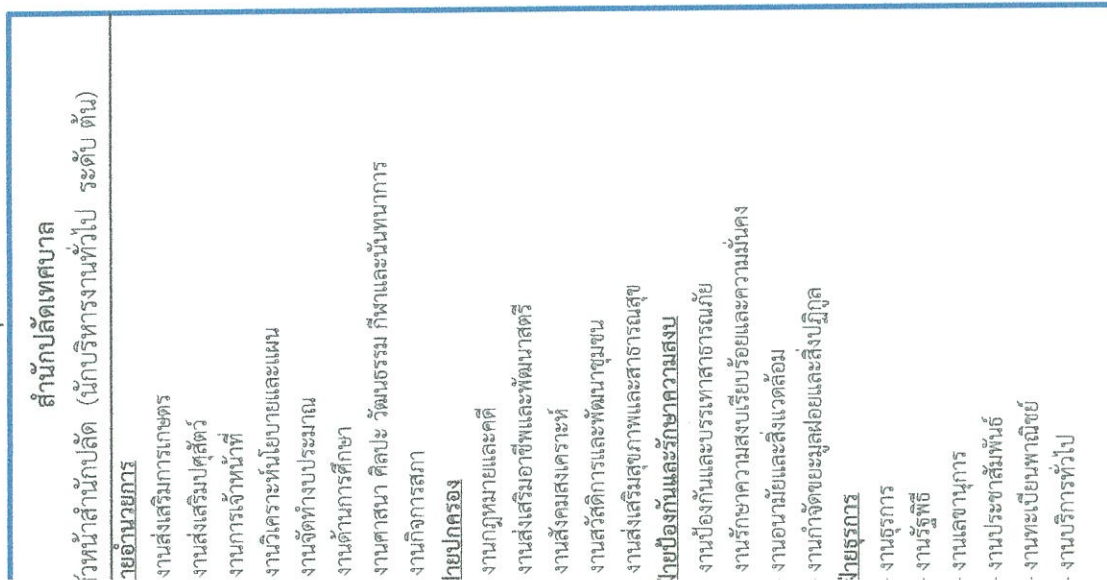 สำนักปลัดเทศบาล
หัวหน้าสำนักปลัด (นักบริหารงานทั่วไป ระดับ ต้น)
ฝ่ายอำนวยการ
งานส่งเสริมการเกษตร
งานส่งเสริมปศุสัตว์
งานการเจ้าหน้าที่
งานวิเคราะห์นโยบายและแผน
งานจัดทำงบประมาณ
งานด้านการศึกษา
งานศาสนา ศิลปะ วัฒนธรรม กีฬาและนันทนาการ
งานกิจการสภา
ฝ่ายปกครอง
งานกฎหมายและคดี
งานส่งเสริมอาชีพและพัฒนาสตรี
งานสังคมสงเคราะห์
งานสวัสดิการและพัฒนาชุมชน
งานส่งเสริมสุขภาพและสาธารณสุข
ฝ่ายป้องกันและรักษาความสงบ
งานป้องกันและบรรเทาสาธารณภัย
งานรักษาความสงบเรียบร้อยและความมั่นคง
- งานอนามัยและสิ่งแวดล้อม
- งานกำจัดขยะมูลฝอยและสิ่งปฏิกูล
ฝ่ายธุรการ
- งานธุรการ
- งานรัฐพิธี
- งานเลขานุการ
- งานประชาสัมพันธ์
- งานทะเบียนพาณิชย์
- งานบริการทั่วไป